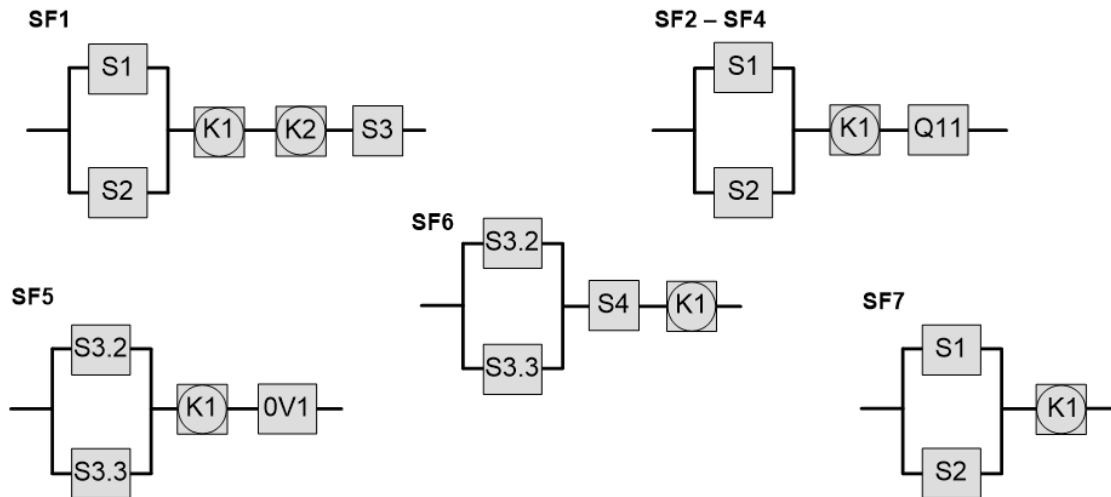 SF1
S1
K1 K2 S3
S2
SF2 – SF4
S1
K1 Q11
S2
SF6
S3.2
S4 K1
S3.3
SF5
S3.2
K1 0V1
S3.3
SF7
S1
K1
S2